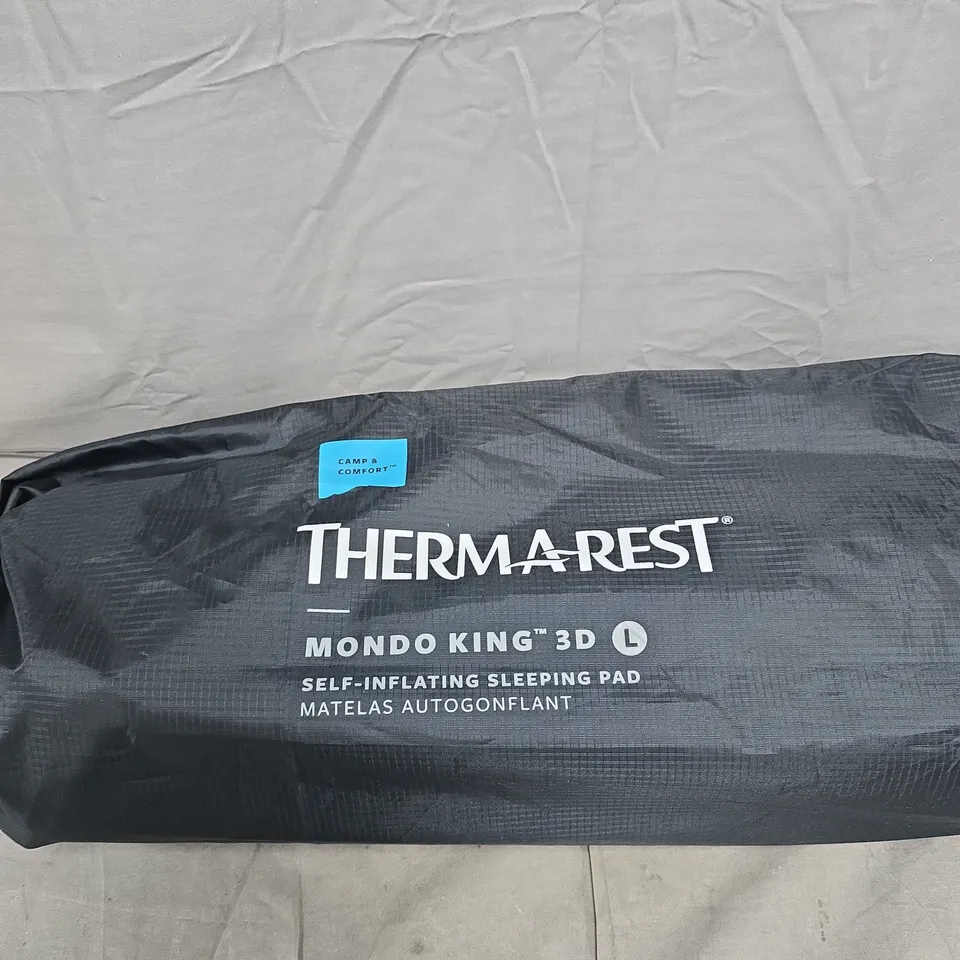 CAMP &
COMFORT™
THERMAREST®
MONDO KING™ 3D L
SELF-INFLATING SLEEPING PAD
MATELAS AUTOGONFLANT